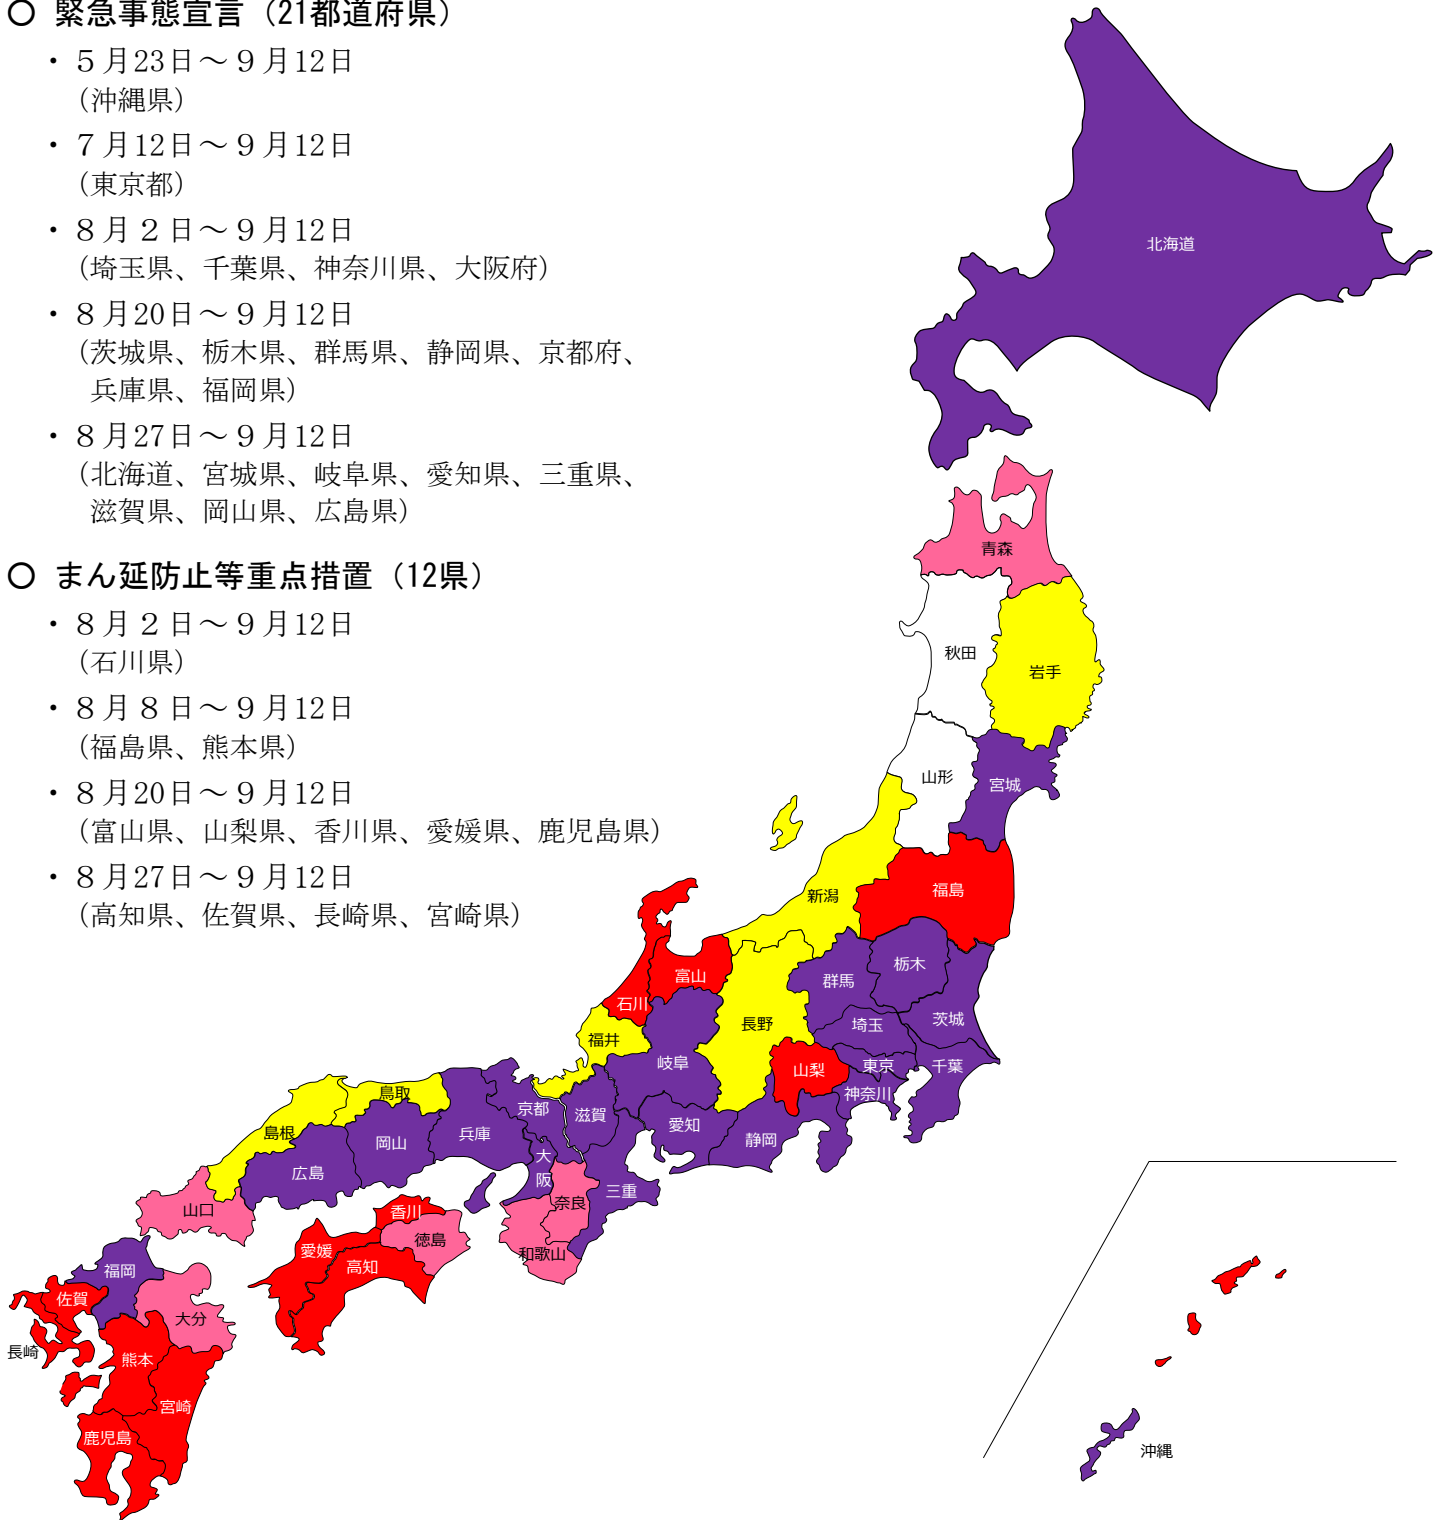 ○ 緊急事態宣言（21都道府県）
・５月23日～９月12日
（沖縄県）
・７月12日～９月12日
（東京都）
・８月２日～９月12日
（埼玉県、千葉県、神奈川県、大阪府）
・８月20日～９月12日
（茨城県、栃木県、群馬県、静岡県、京都府、
兵庫県、福岡県）
・８月27日～９月12日
（北海道、宮城県、岐阜県、愛知県、三重県、
滋賀県、岡山県、広島県）
○ まん延防止等重点措置（12県）
・８月２日～９月12日
（石川県）
・８月８日～９月12日
（福島県、熊本県）
・８月20日～９月12日
（富山県、山梨県、香川県、愛媛県、鹿児島県）
・８月27日～９月12日
（高知県、佐賀県、長崎県、宮崎県）
北海道
青森
秋田
岩手
山形
宮城
新潟
福島
栃木
富山
群馬
石川
茨城
長野
埼玉
福井
岐阜
山梨
東京
千葉
鳥取
神奈川
京都
滋賀
愛知
島根
岡山
兵庫
静岡
大
阪
広島
三重
奈良
山口
香川
徳島
和歌山
愛媛
高知
福岡
佐賀
大分
長崎
熊本
宮崎
鹿児島
沖縄